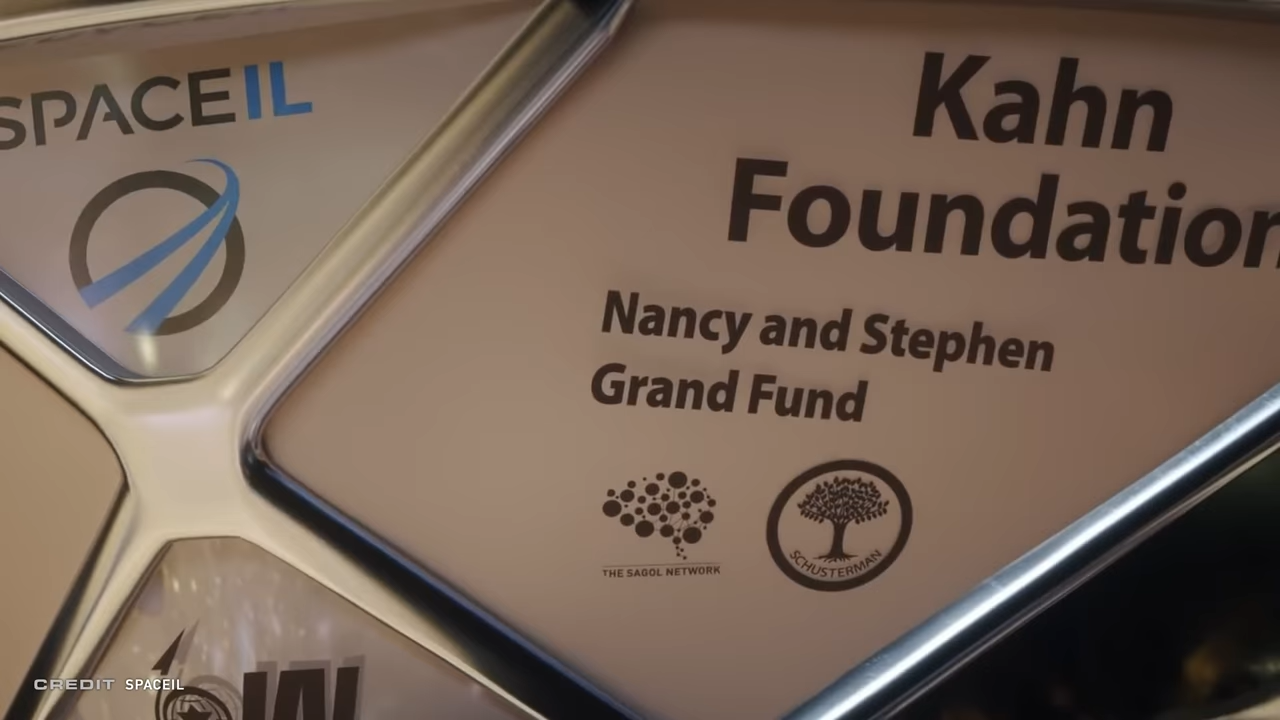 SPACEIL
Kahn
Foundation
Nancy and Stephen
Grand Fund
THE SAGOL NETWORK
SCHUSTERMAN
CREDIT SPACEIL